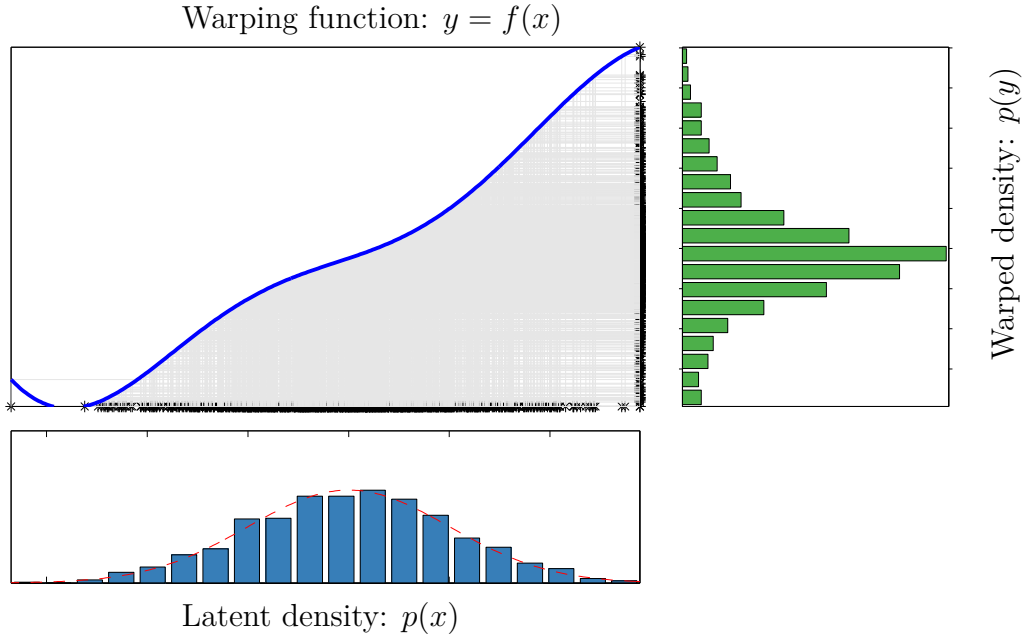 Warping function: y = f(x)
Warped density: p(y)
Latent density: p(x)